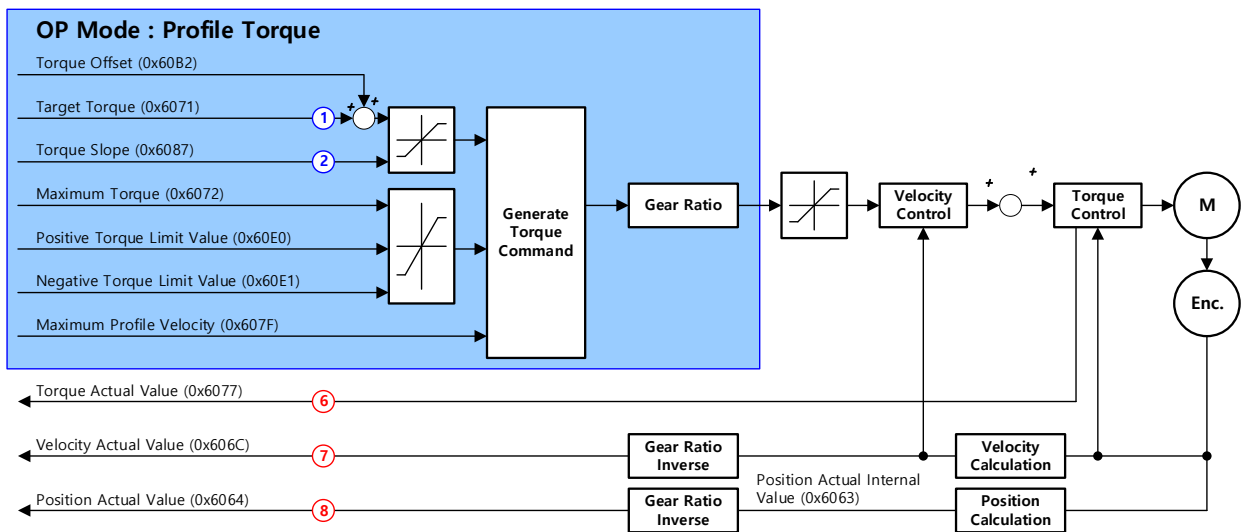 OP Mode : Profile Torque
Torque Offset (0x60B2)
+ +
Target Torque (0x6071)
1
Torque Slope (0x6087)
2
Maximum Torque (0x6072)
Positive Torque Limit Value (0x60E0)
Negative Torque Limit Value (0x60E1)
Maximum Profile Velocity (0x607F)
Generate
Torque
Command
Gear Ratio
Velocity
Control
+ +
Torque
Control
M
Enc.
Torque Actual Value (0x6077)
6
Velocity Actual Value (0x606C)
7
Gear Ratio
Inverse
Velocity
Calculation
Position Actual Internal
Value (0x6063)
Position Actual Value (0x6064)
8
Gear Ratio
Inverse
Position
Calculation